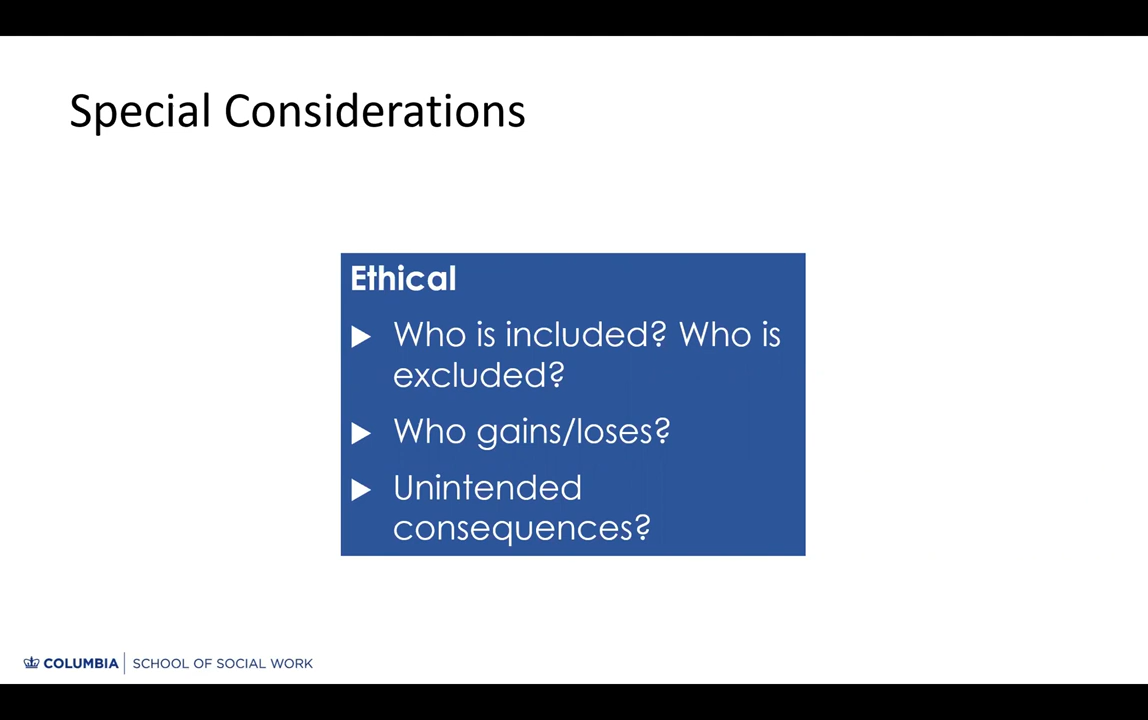 Special Considerations
Ethical
▶ Who is included? Who is
excluded?
▶ Who gains/loses?
▶ Unintended
consequences?
COLUMBIA | SCHOOL OF SOCIAL WORK